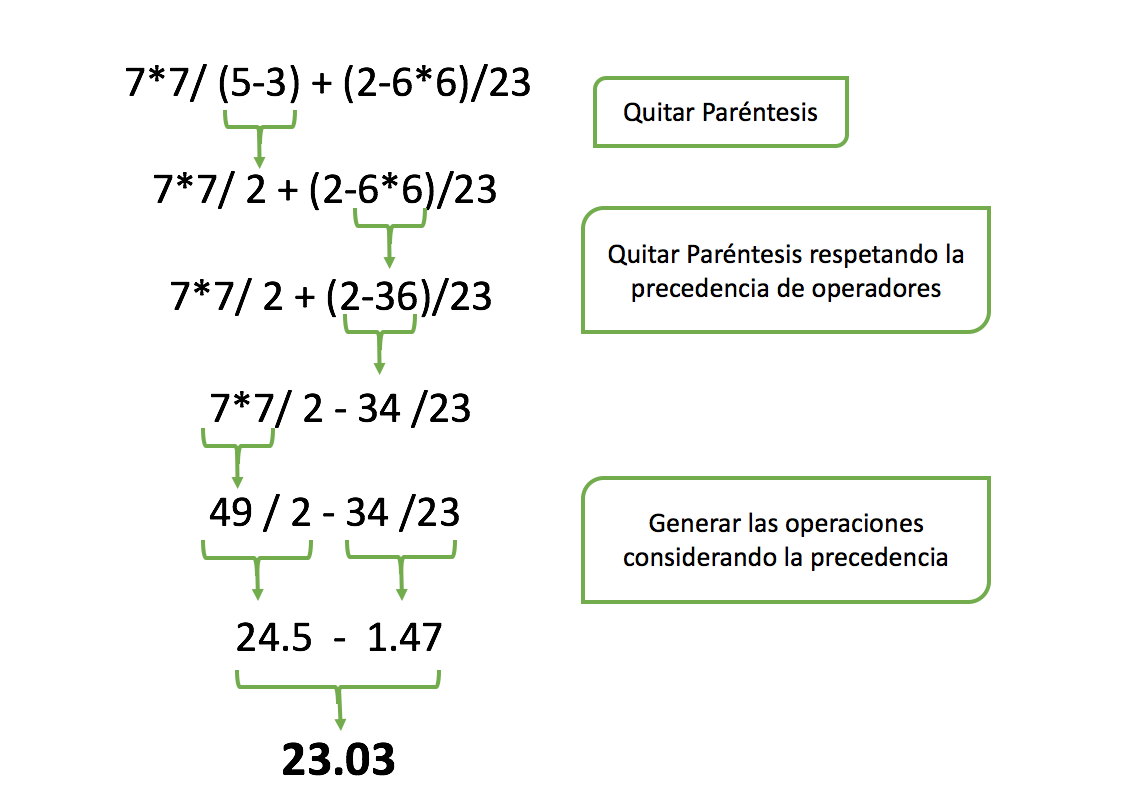 7*7/ (5-3) + (2-6*6)/23
Quitar Paréntesis
7*7/ 2 + (2-6*6)/23
Quitar Paréntesis respetando la
precedencia de operadores
7*7/ 2 + (2-36)/23
7*7/ 2 - 34 /23
49 / 2 - 34 /23
Generar las operaciones
considerando la precedencia
24.5 - 1.47
23.03